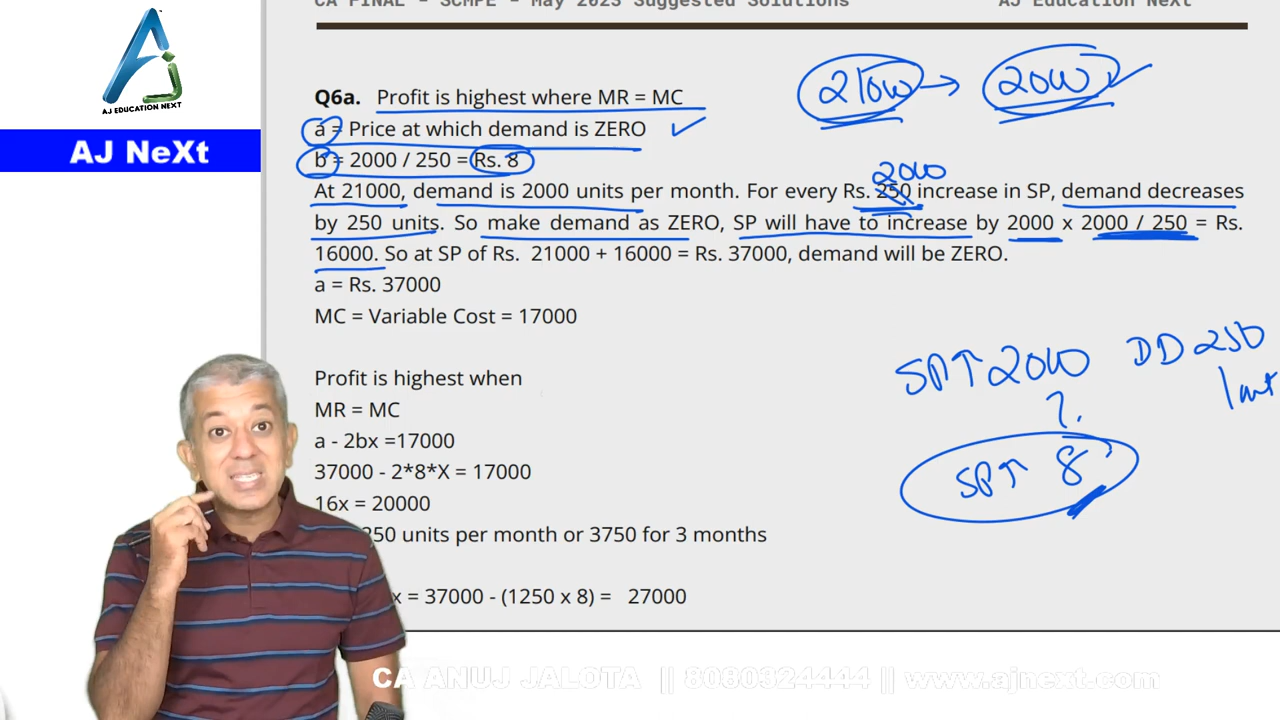 CA FINAL - SCMPE - May 2023 Suggested Solutions AJ Education NeXt
AJ EDUCATION NEXT
AJ NeXt
21000 → 2000
Q6a. Profit is highest where MR = MC
a = Price at which demand is ZERO
b = 2000 / 250 = Rs. 8
2000
At 21000, demand is 2000 units per month. For every Rs. 250 increase in SP, demand decreases
by 250 units. So make demand as ZERO, SP will have to increase by 2000 x 2000 / 250 = Rs.
16000. So at SP of Rs. 21000 + 16000 = Rs. 37000, demand will be ZERO.
a = Rs. 37000
MC = Variable Cost = 17000
SP↑ 2000 DD 250
1 unit
?
SP↑ 8
Profit is highest when
MR = MC
a - 2bx =17000
37000 - 2*8*X = 17000
16x = 20000
250 units per month or 3750 for 3 months
x = 37000 - (1250 x 8) = 27000
CA ANUJ JALOTA || 8080324444 || www.ajnext.com